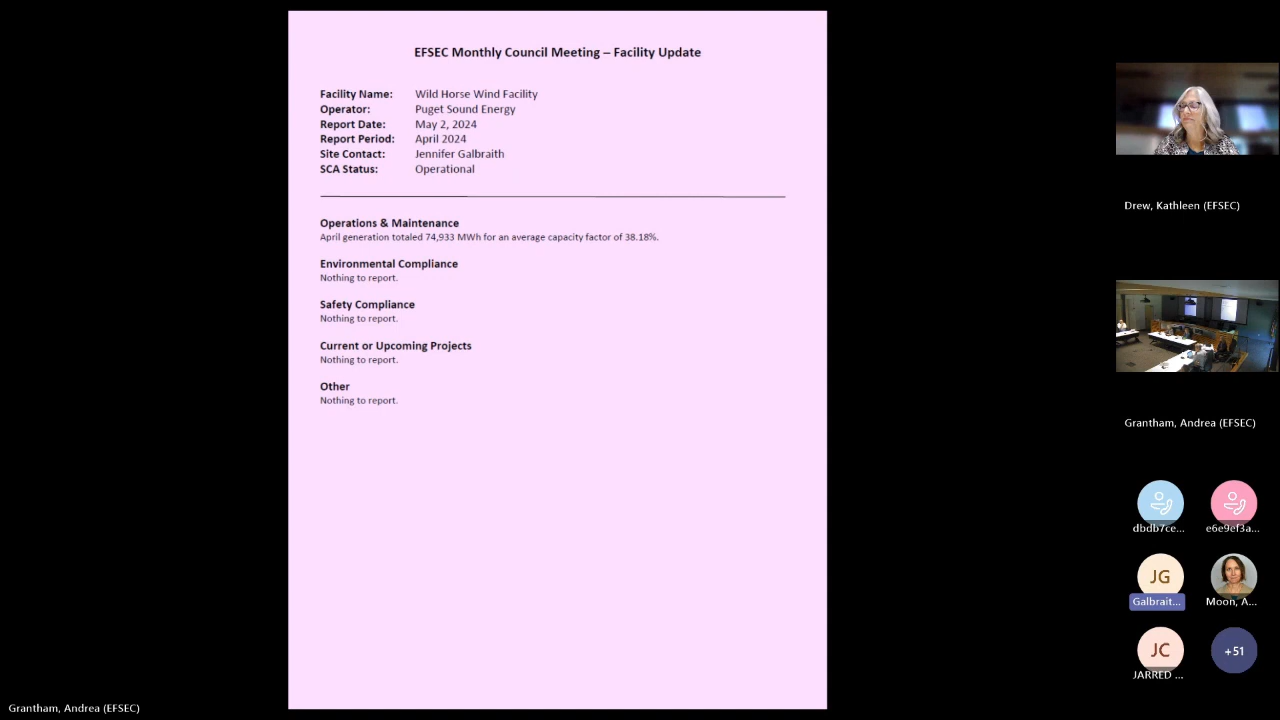 EFSEC Monthly Council Meeting – Facility Update
Facility Name: Wild Horse Wind Facility
Operator: Puget Sound Energy
Report Date: May 2, 2024
Report Period: April 2024
Site Contact: Jennifer Galbraith
SCA Status: Operational
Operations & Maintenance
April generation totaled 74,933 MWh for an average capacity factor of 38.18%.
Environmental Compliance
Nothing to report.
Safety Compliance
Nothing to report.
Current or Upcoming Projects
Nothing to report.
Other
Nothing to report.
Drew, Kathleen (EFSEC)
Grantham, Andrea (EFSEC)
dbdb7ce...
e6e9ef3a...
JG
Galbrait...
Moon, A...
JC
+51
JARRED ...
Grantham, Andrea (EFSEC)